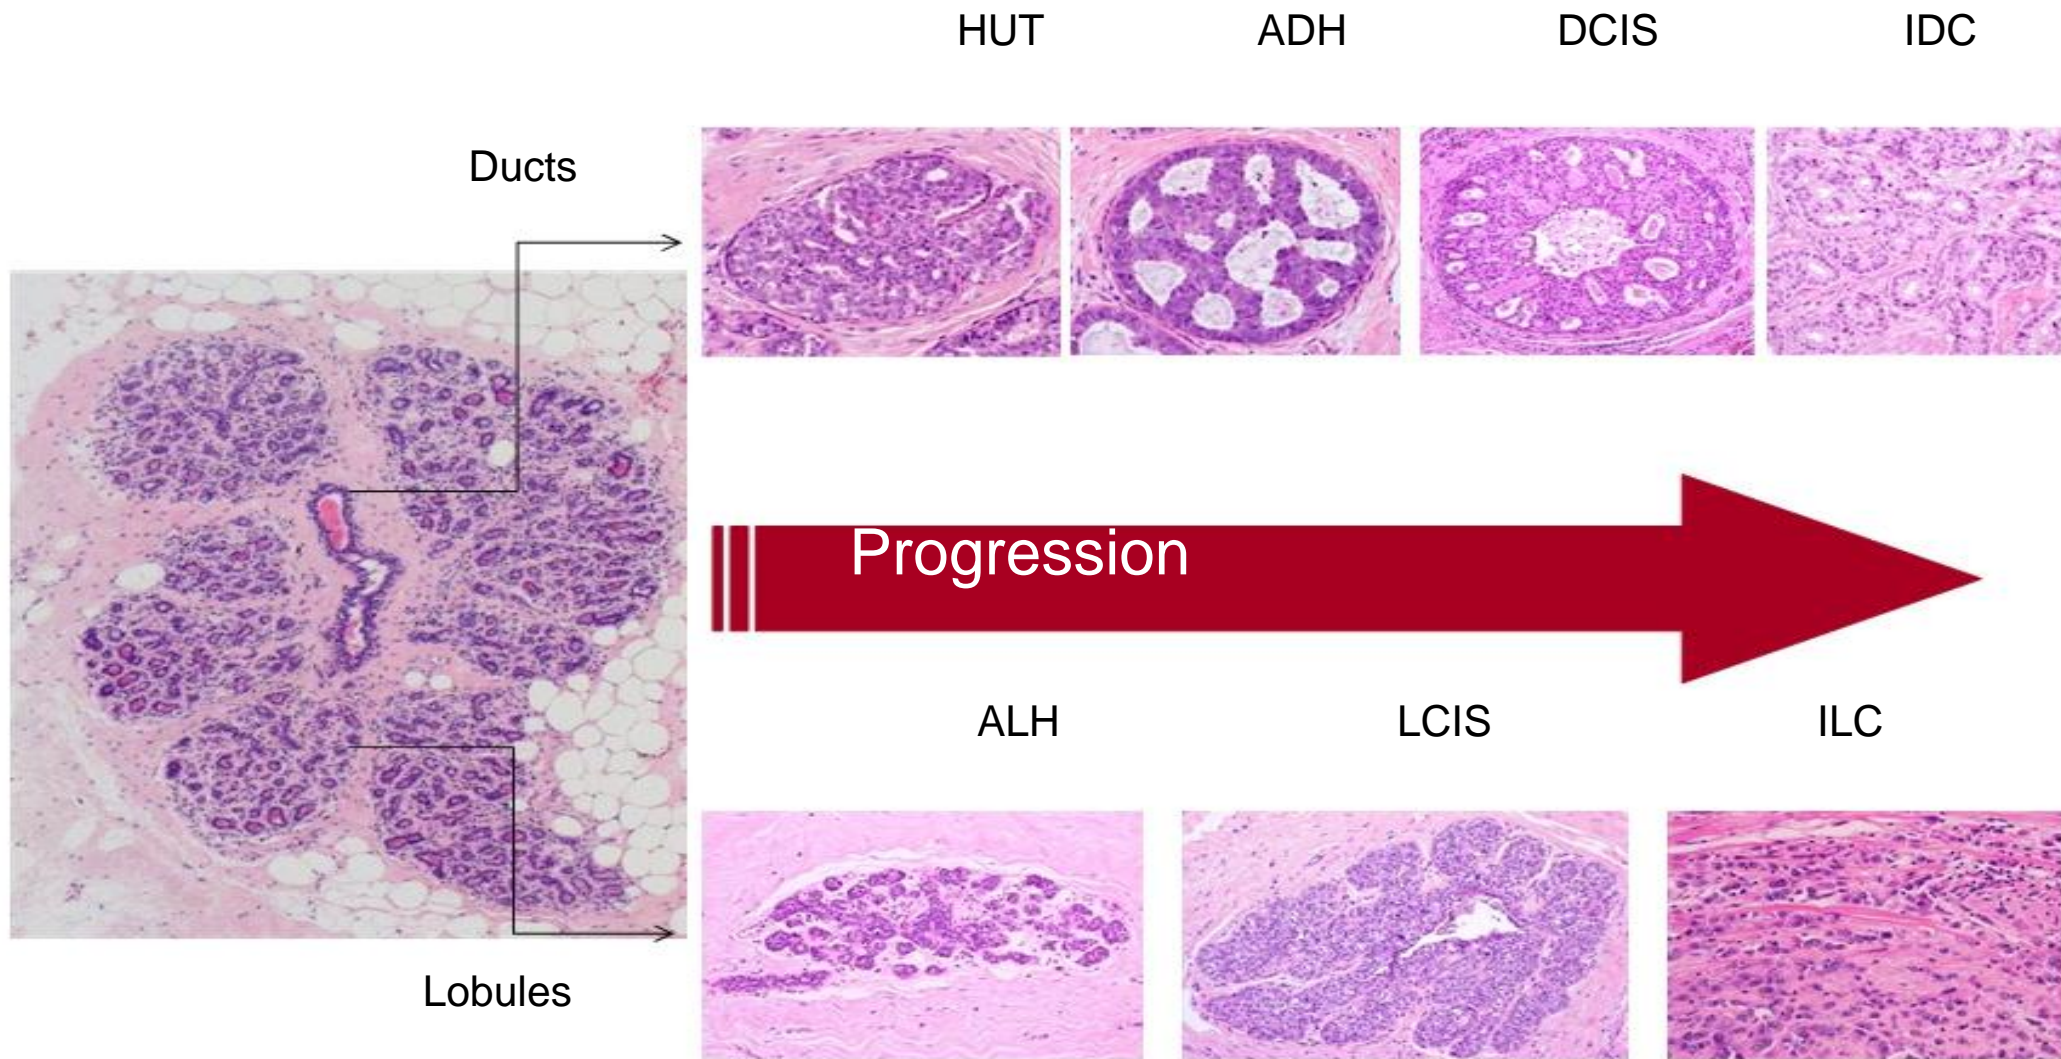 HUT ADH DCIS IDC
Ducts
Progression
ALH LCIS ILC
Lobules